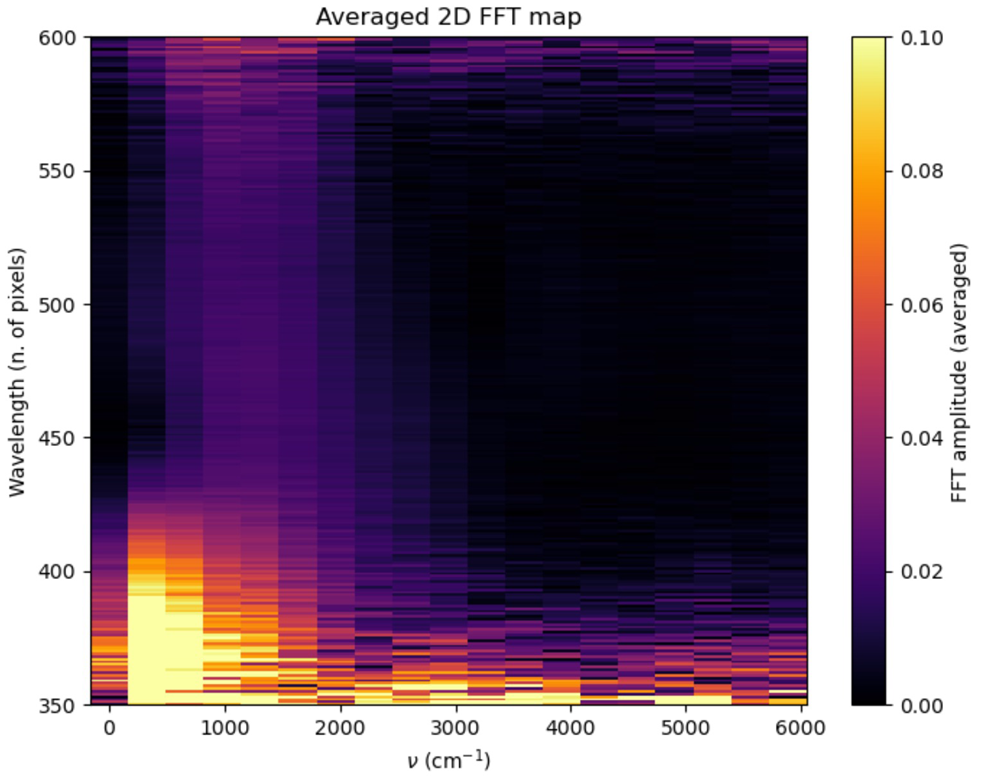 Averaged 2D FFT map
600
550
500
450
400
350
Wavelength (n. of pixels)
0 1000 2000 3000 4000 5000 6000
ν (cm⁻¹)
0.10
0.08
0.06
0.04
0.02
0.00
FFT amplitude (averaged)